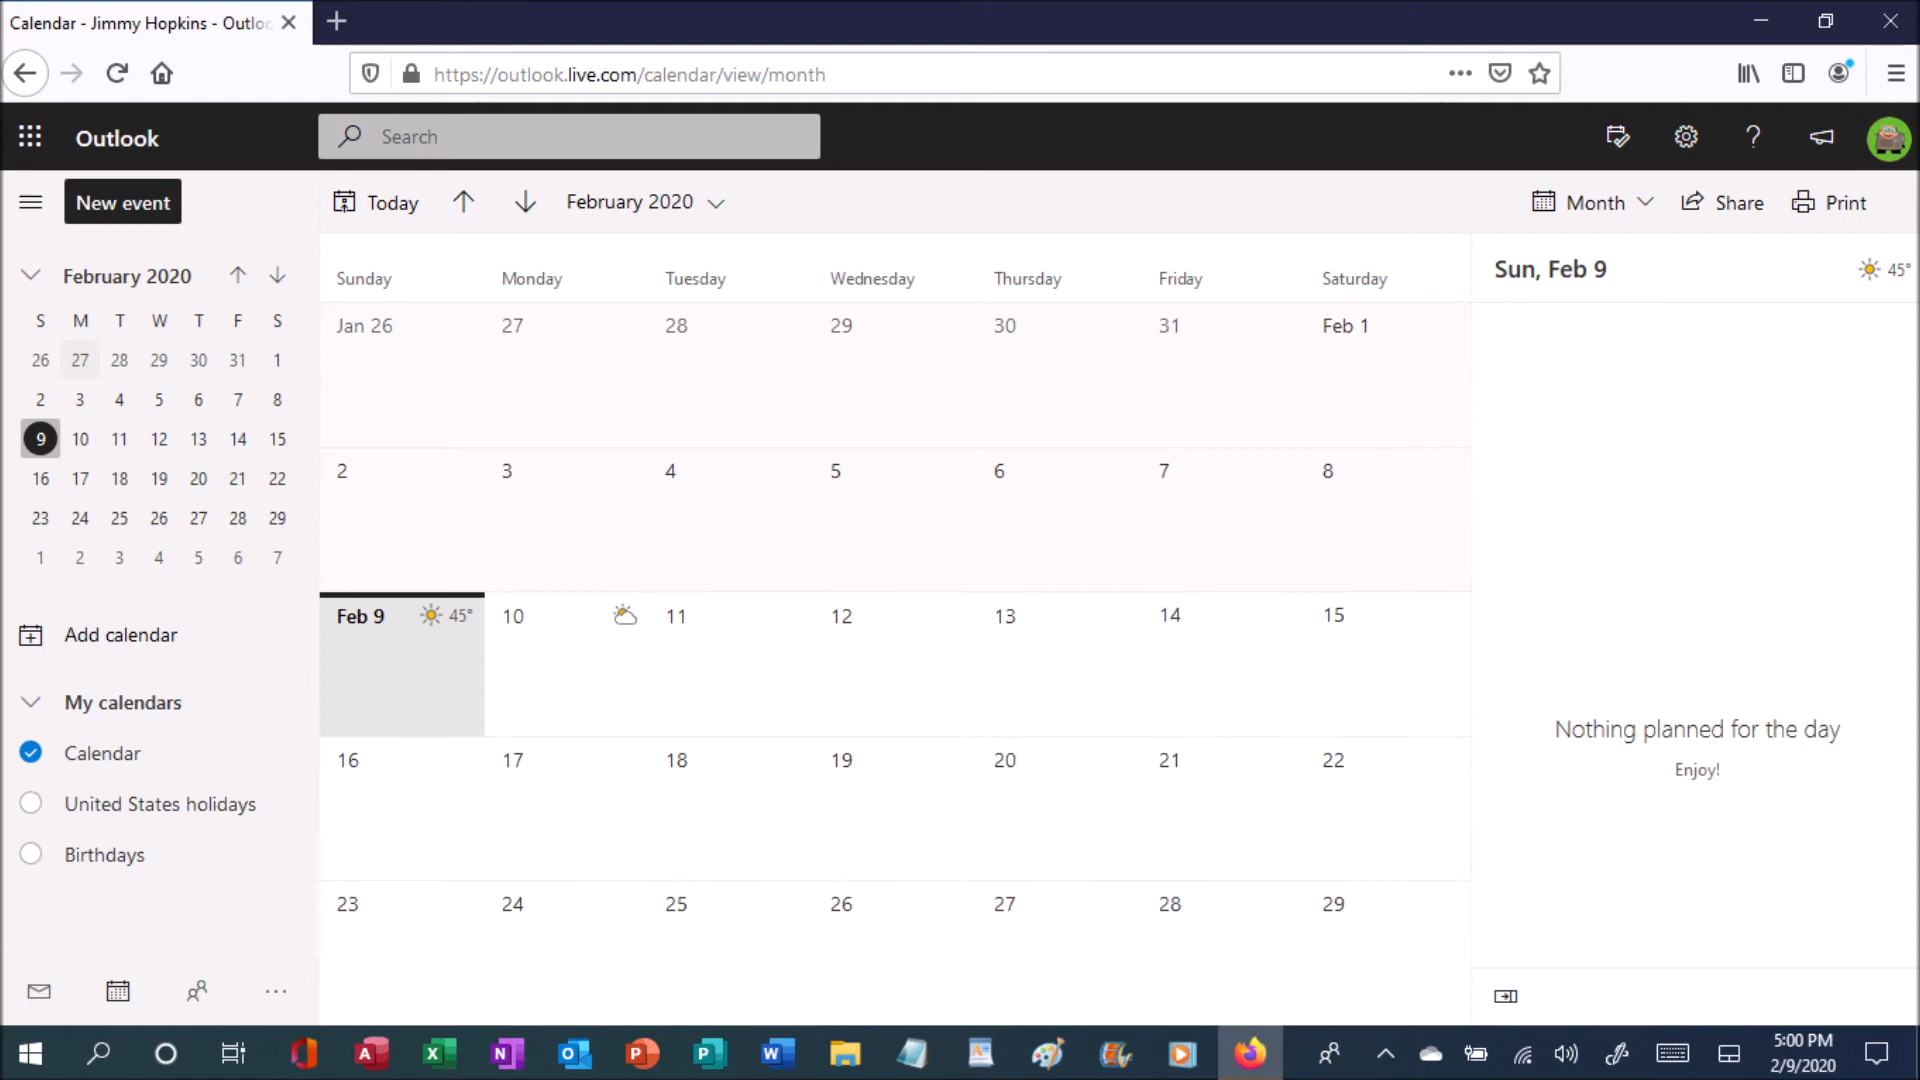 Calendar - Jimmy Hopkins - Outloo
https://outlook.live.com/calendar/view/month
Outlook
Search
New event
Today
February 2020
Month
Share
Print
February 2020
S M T W T F S
26 27 28 29 30 31 1
2 3 4 5 6 7 8
9 10 11 12 13 14 15
16 17 18 19 20 21 22
23 24 25 26 27 28 29
1 2 3 4 5 6 7
Add calendar
My calendars
Calendar
United States holidays
Birthdays
Sunday Monday Tuesday Wednesday Thursday Friday Saturday
Jan 26 27 28 29 30 31 Feb 1
2 3 4 5 6 7 8
Feb 9 45° 10 11 12 13 14 15
16 17 18 19 20 21 22
23 24 25 26 27 28 29
Sun, Feb 9 45°
Nothing planned for the day
Enjoy!
5:00 PM
2/9/2020